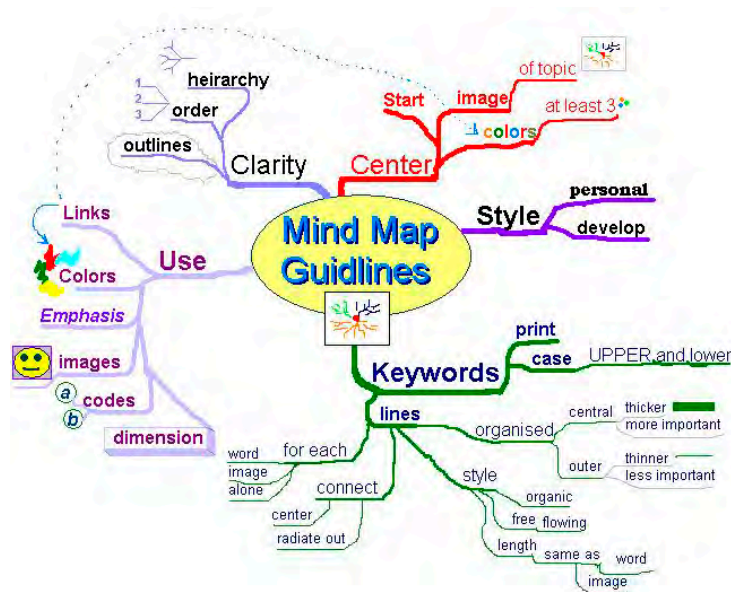 Mind Map
Guidlines
Center
Start
image
of topic
colors
at least 3
Style
personal
develop
Keywords
print
case
UPPER and lower
lines
organised
central
thicker
more important
outer
thinner
less important
style
organic
free flowing
length same as word
image
connect
center
radiate out
for each
word
image
alone
Use
Links
Colors
Emphasis
images
codes
a
b
dimension
Clarity
heirarchy
order
1
2
3
outlines